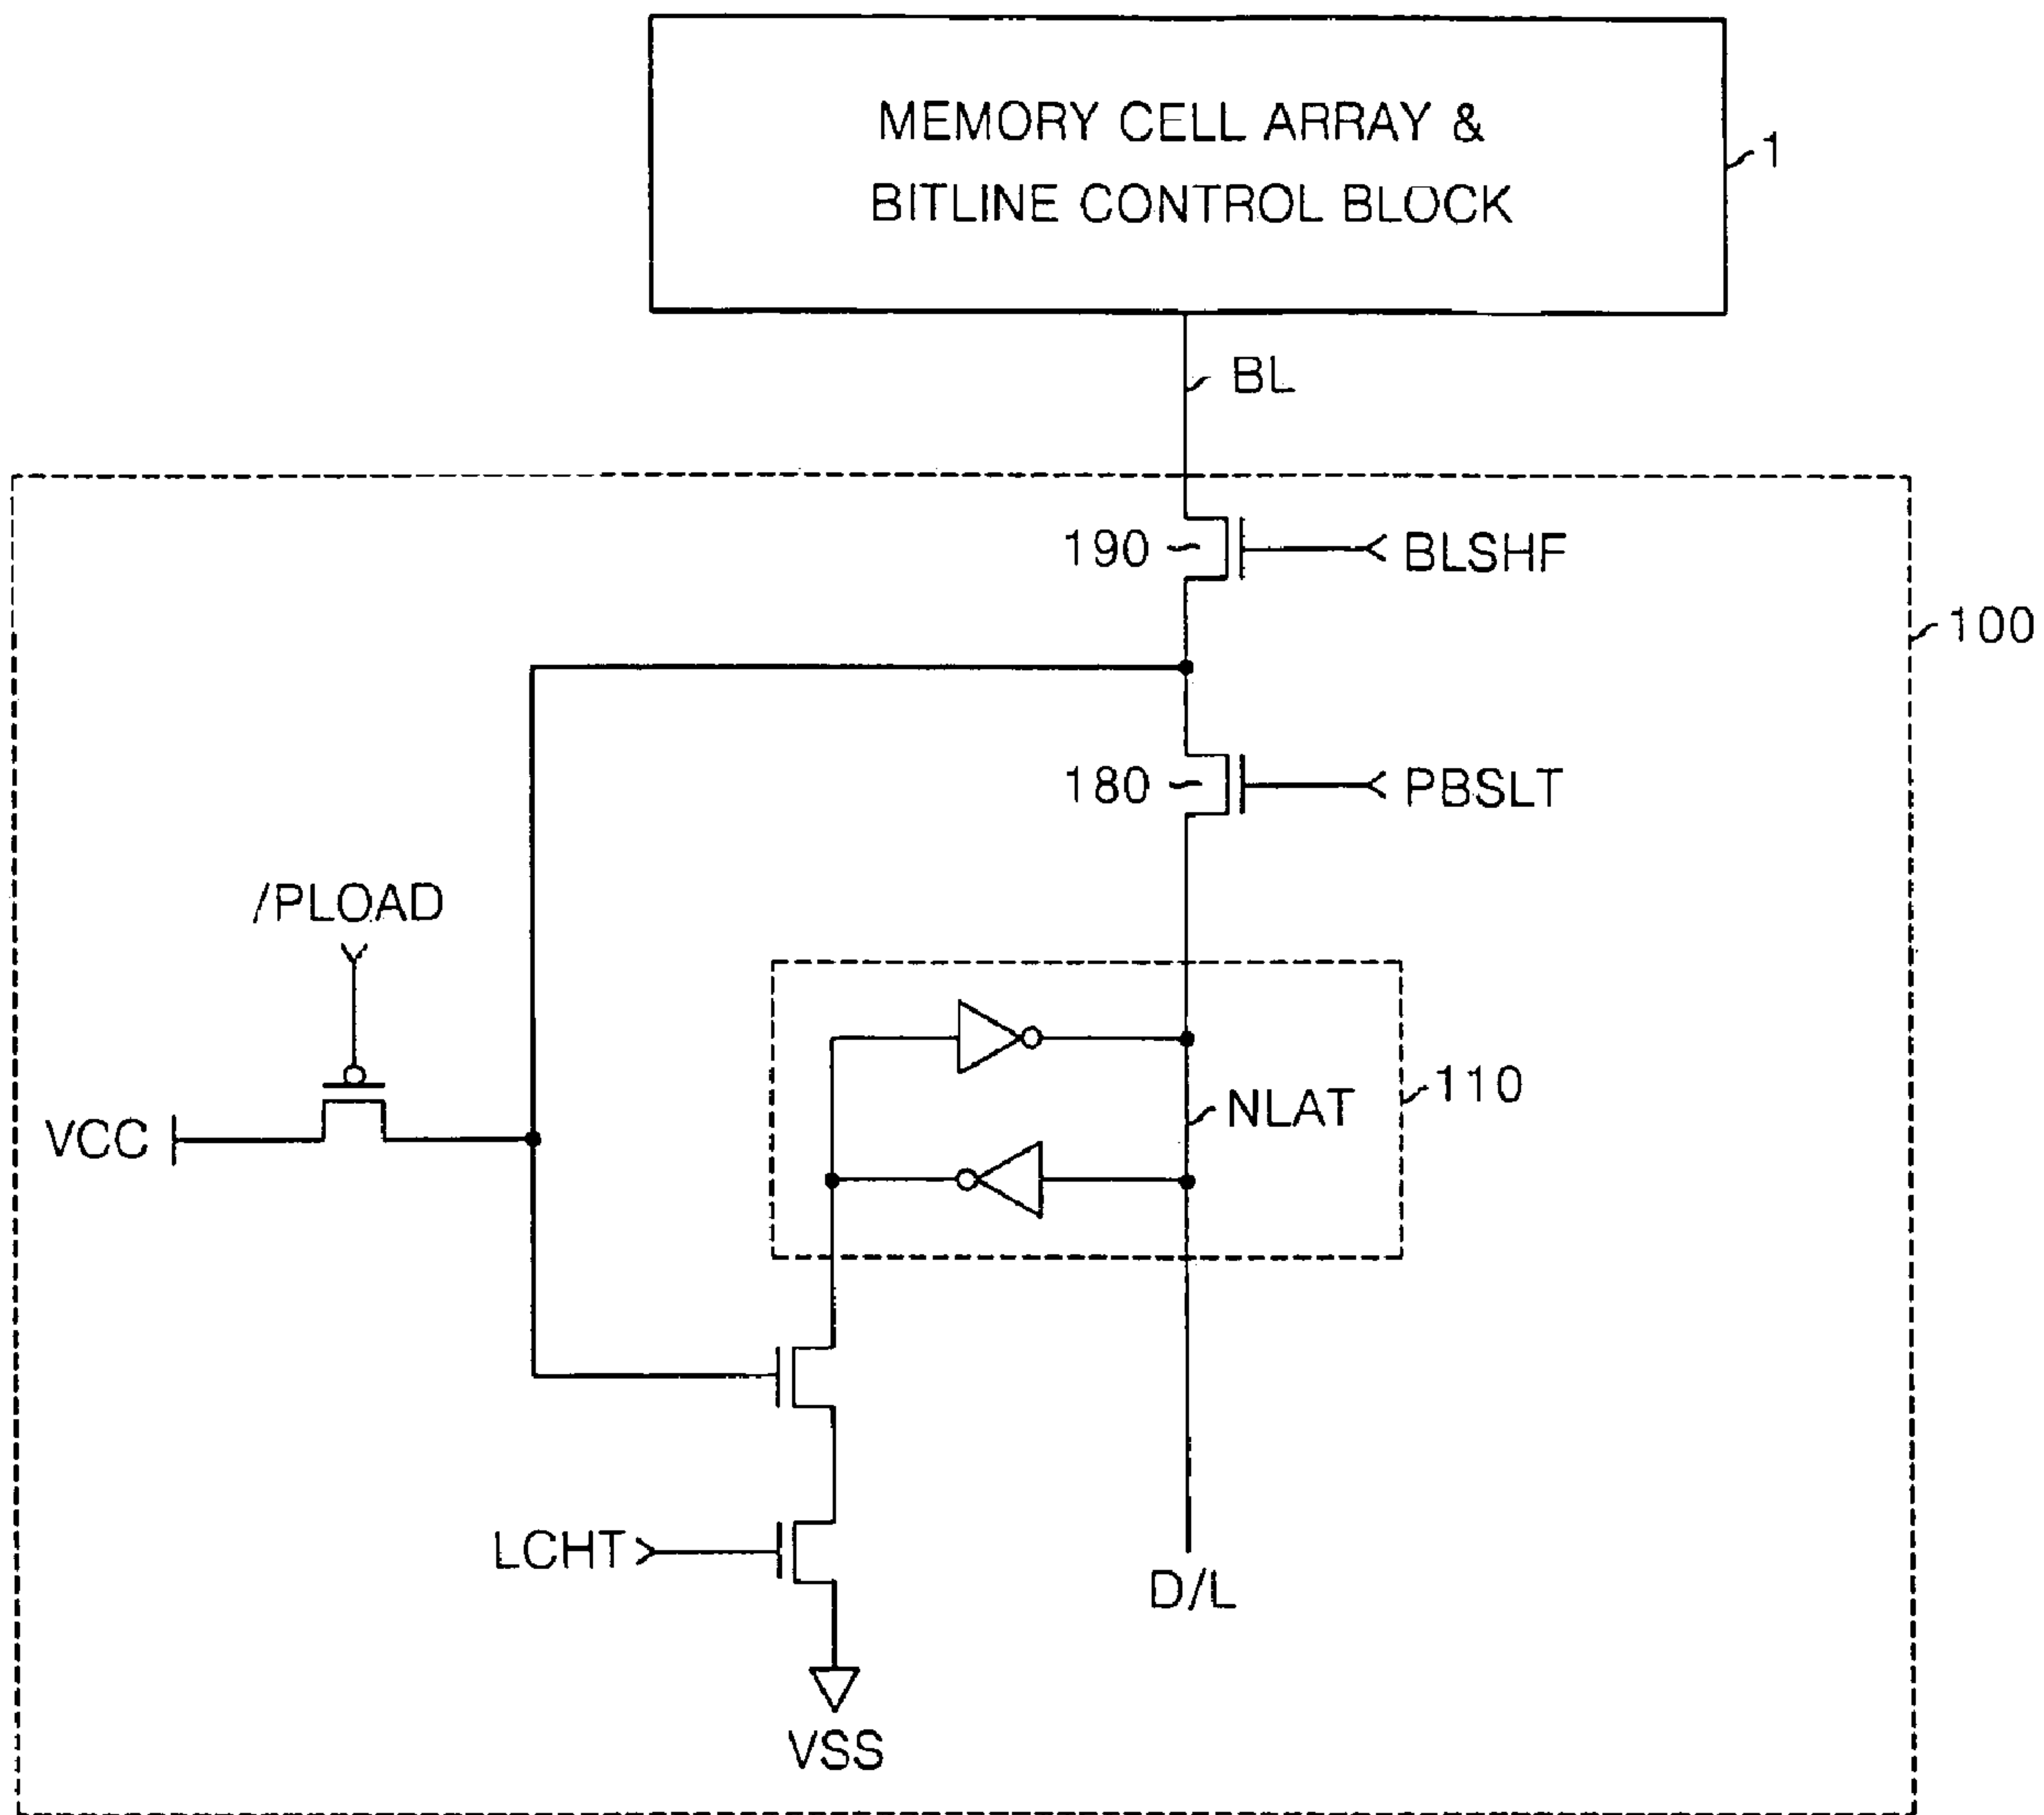 MEMORY CELL ARRAY &
BITLINE CONTROL BLOCK
1
BL
190
BLSHF
100
180
PBSLT
/PLOAD
110
NLAT
VCC
LCHT
D/L
VSS